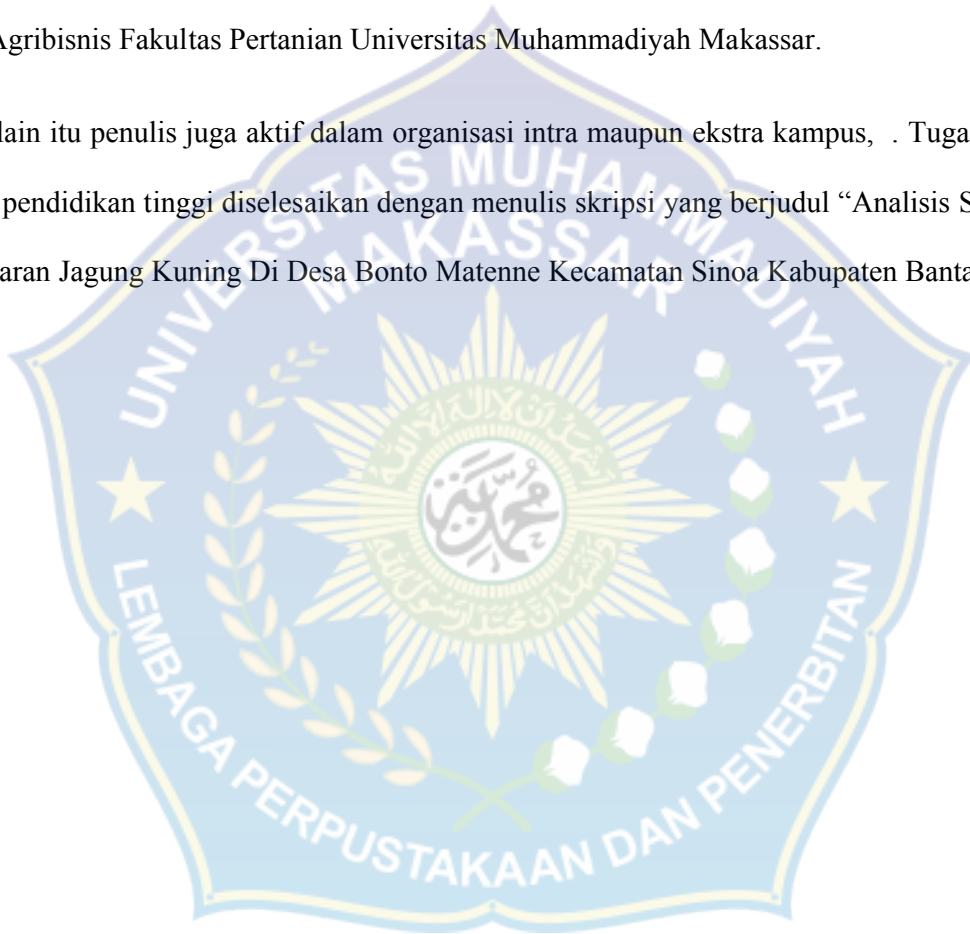 Agribisnis Fakultas Pertanian Universitas Muhammadiyah Makassar.
lain itu penulis juga aktif dalam organisasi intra maupun ekstra kampus, . Tuga
pendidikan tinggi diselesaikan dengan menulis skripsi yang berjudul “Analisis S
aran Jagung Kuning Di Desa Bonto Matenne Kecamatan Sinoa Kabupaten Banta
UNIVERSITAS MUHAMMADIYAH
MAKASSAR
محمدية
LEMBAGA PERPUSTAKAAN DAN PENERBITAN